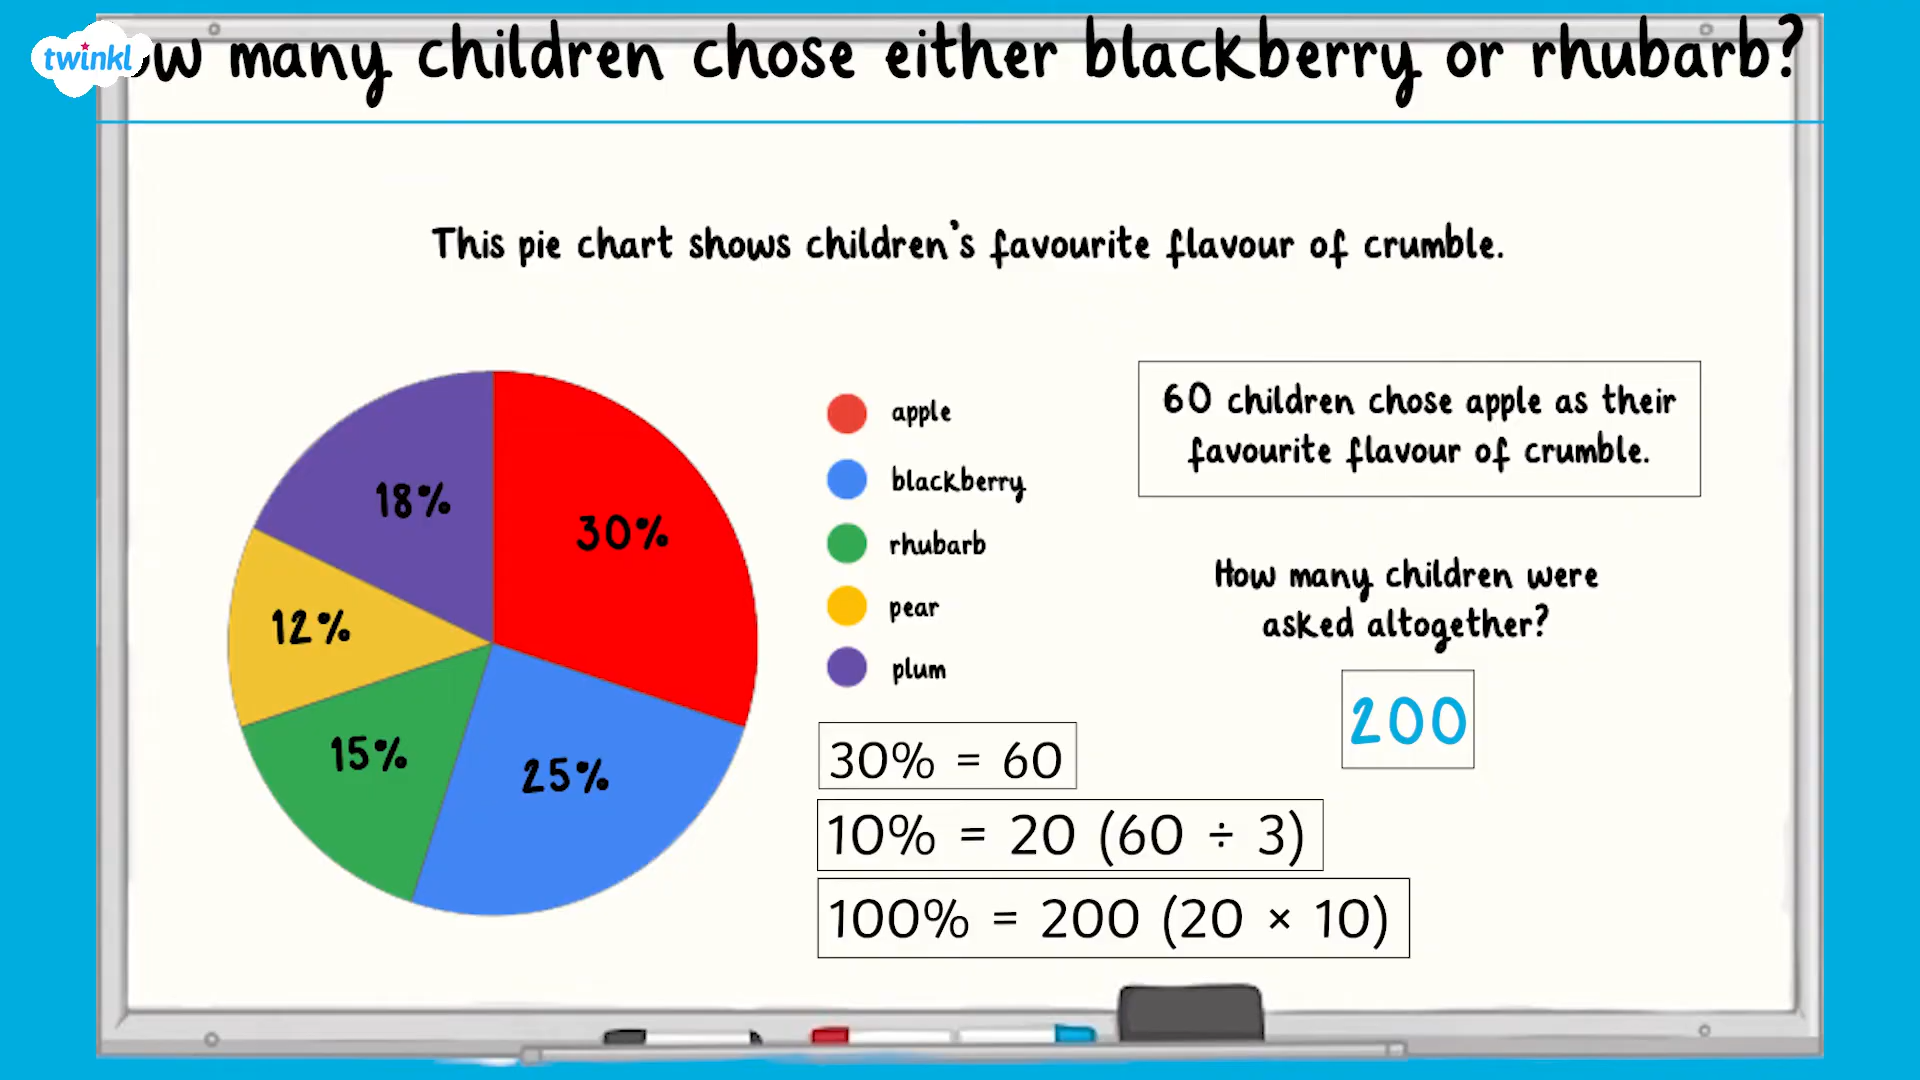 twinkl
ow many children chose either blackberry or rhubarb?
This pie chart shows children's favourite flavour of crumble.
18%
30%
12%
15%
25%
apple
blackberry
rhubarb
pear
plum
60 children chose apple as their
favourite flavour of crumble.
How many children were
asked altogether?
200
30% = 60
10% = 20 (60 ÷ 3)
100% = 200 (20 × 10)